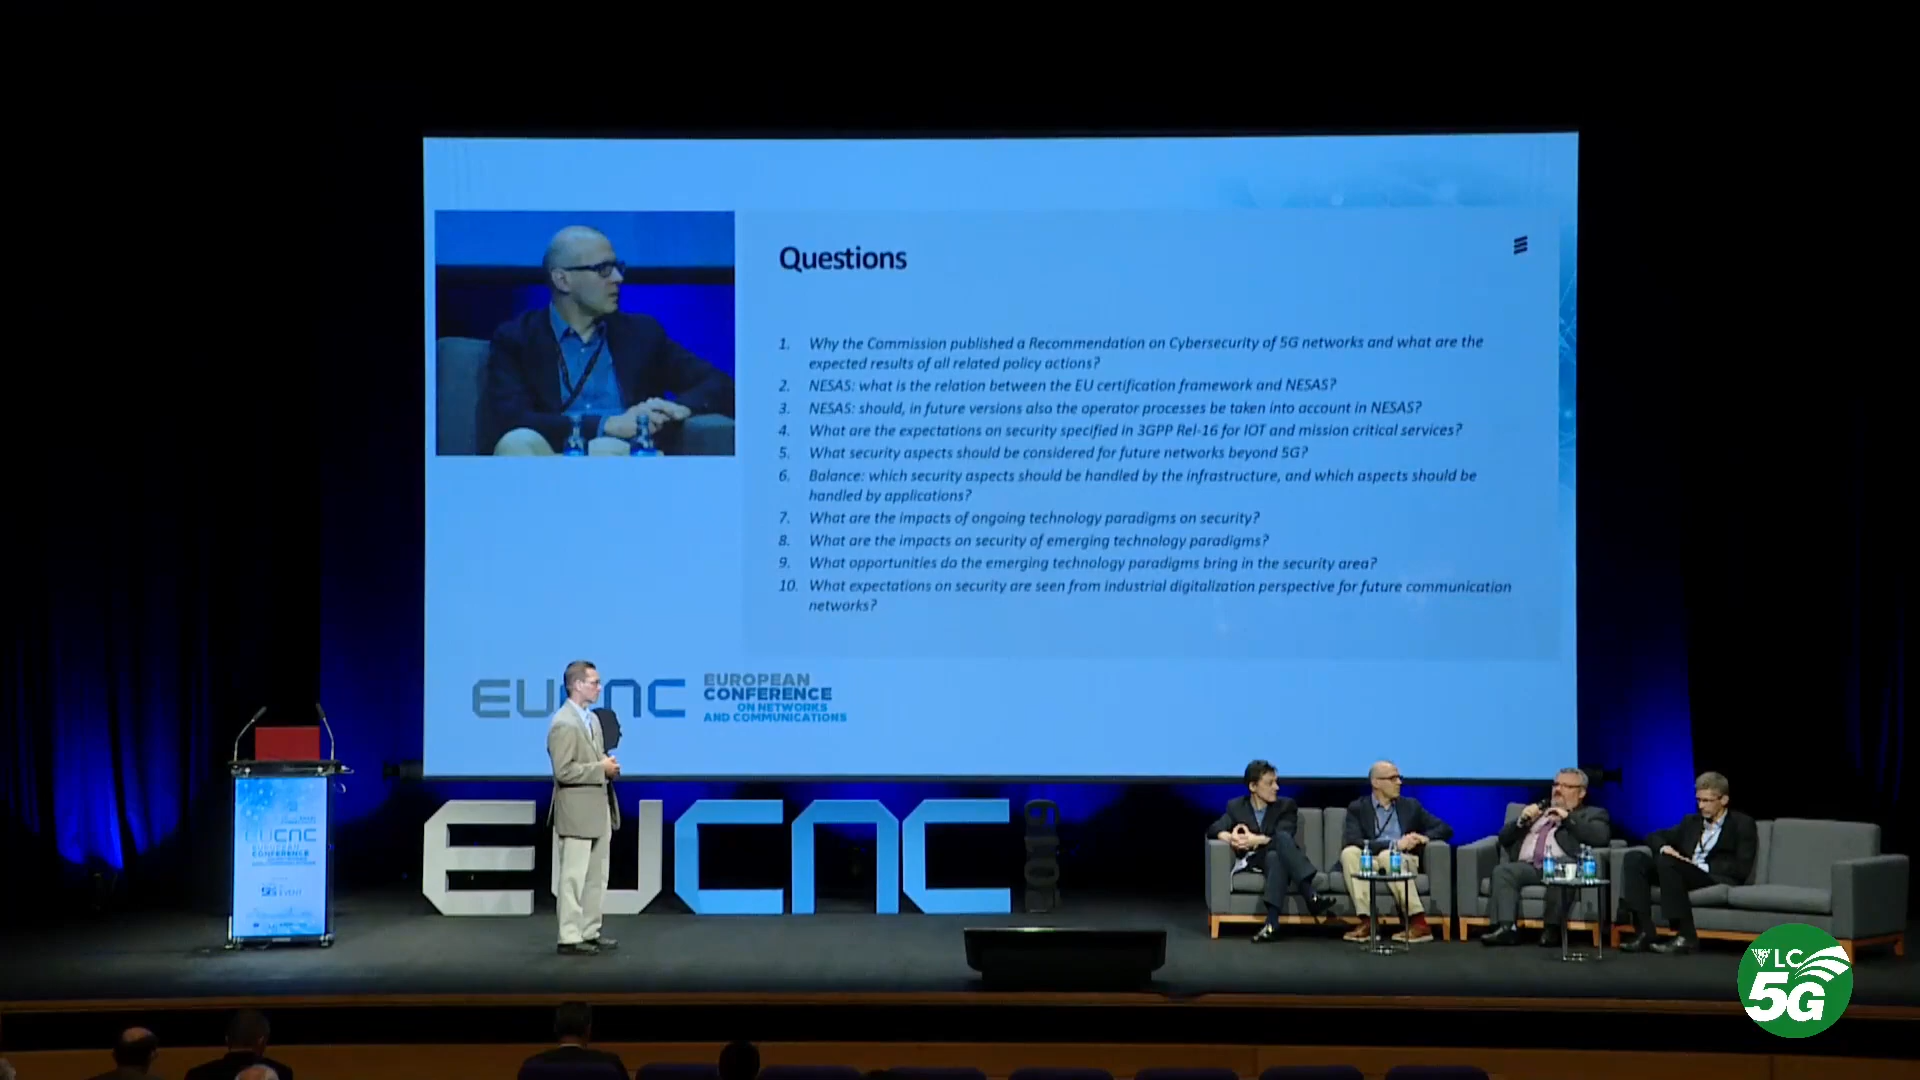 Questions
1. Why the Commission published a Recommendation on Cybersecurity of 5G networks and what are the
expected results of all related policy actions?
2. NESAS: what is the relation between the EU certification framework and NESAS?
3. NESAS: should, in future versions also the operator processes be taken into account in NESAS?
4. What are the expectations on security specified in 3GPP Rel-16 for IOT and mission critical services?
5. What security aspects should be considered for future networks beyond 5G?
6. Balance: which security aspects should be handled by the infrastructure, and which aspects should be
handled by applications?
7. What are the impacts of ongoing technology paradigms on security?
8. What are the impacts on security of emerging technology paradigms?
9. What opportunities do the emerging technology paradigms bring in the security area?
10. What expectations on security are seen from industrial digitalization perspective for future communication
networks?
EUCNC
EUROPEAN
CONFERENCE
ON NETWORKS
AND COMMUNICATIONS
EUCNC
EUCNC
CONFERENCE
VLC
5G